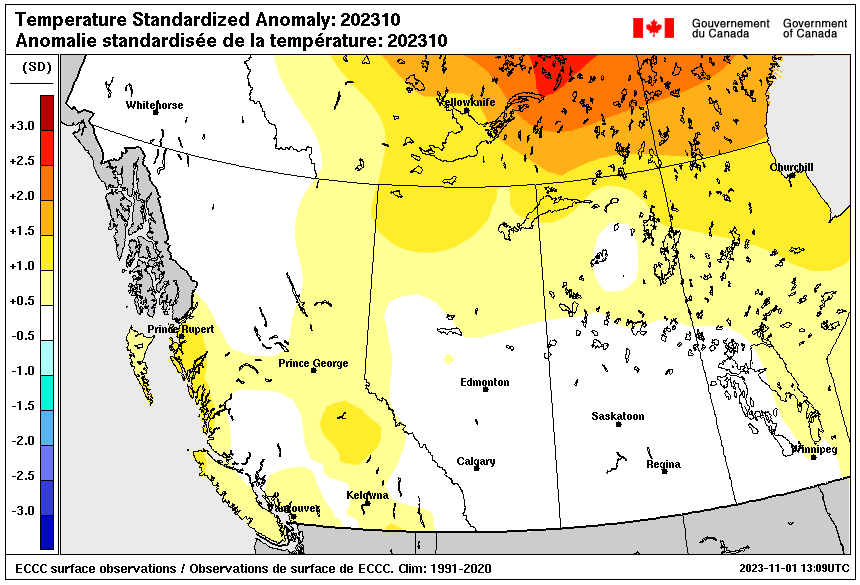 Temperature Standardized Anomaly: 202310
Anomalie standardisée de la température: 202310
Gouvernement du Canada
Government of Canada
(SD)
+3.0
+2.5
+2.0
+1.5
+1.0
+0.5
-0.5
-1.0
-1.5
-2.0
-2.5
-3.0
Whitehorse
Yellowknife
Churchill
Prince Rupert
Prince George
Edmonton
Saskatoon
Calgary
Regina
Winnipeg
Kelowna
Vancouver
ECCC surface observations / Observations de surface de ECCC. Clim: 1991-2020
2023-11-01 13:09UTC